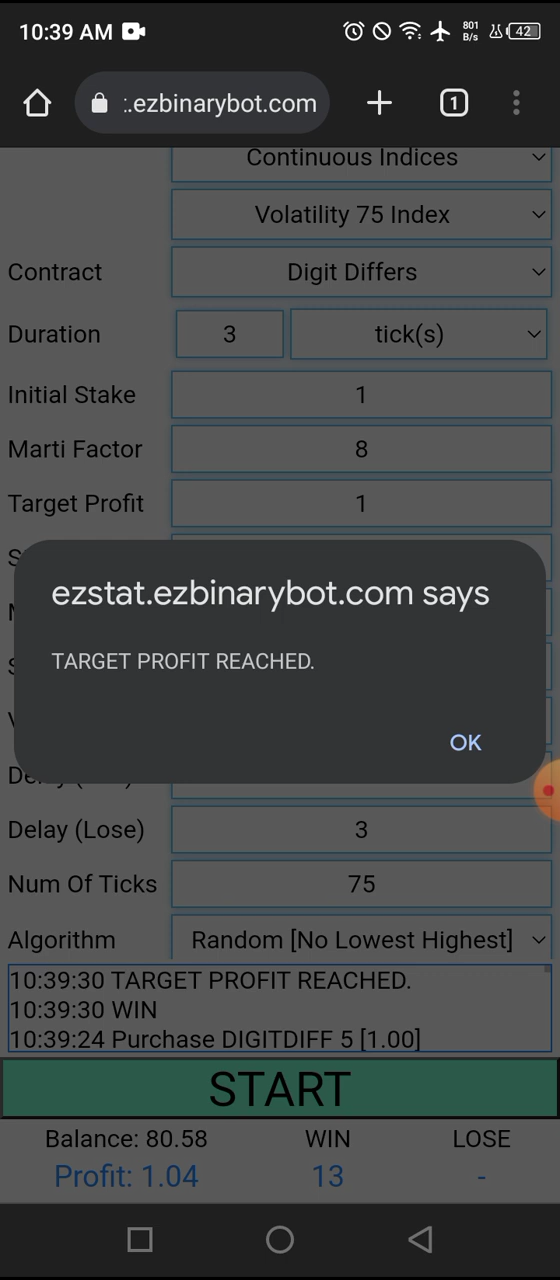 10:39 AM 801 B/s 42
:.ezbinarybot.com 1
Continuous Indices
Volatility 75 Index
Contract Digit Differs
Duration 3 tick(s)
Initial Stake 1
Marti Factor 8
Target Profit 1
S
ezstat.ezbinarybot.com says
TARGET PROFIT REACHED.
OK
Delay (Lose) 3
Num Of Ticks 75
Algorithm Random [No Lowest Highest]
10:39:30 TARGET PROFIT REACHED.
10:39:30 WIN
10:39:24 Purchase DIGITDIFF 5 [1.00]
START
Balance: 80.58 WIN LOSE
Profit: 1.04 13 -